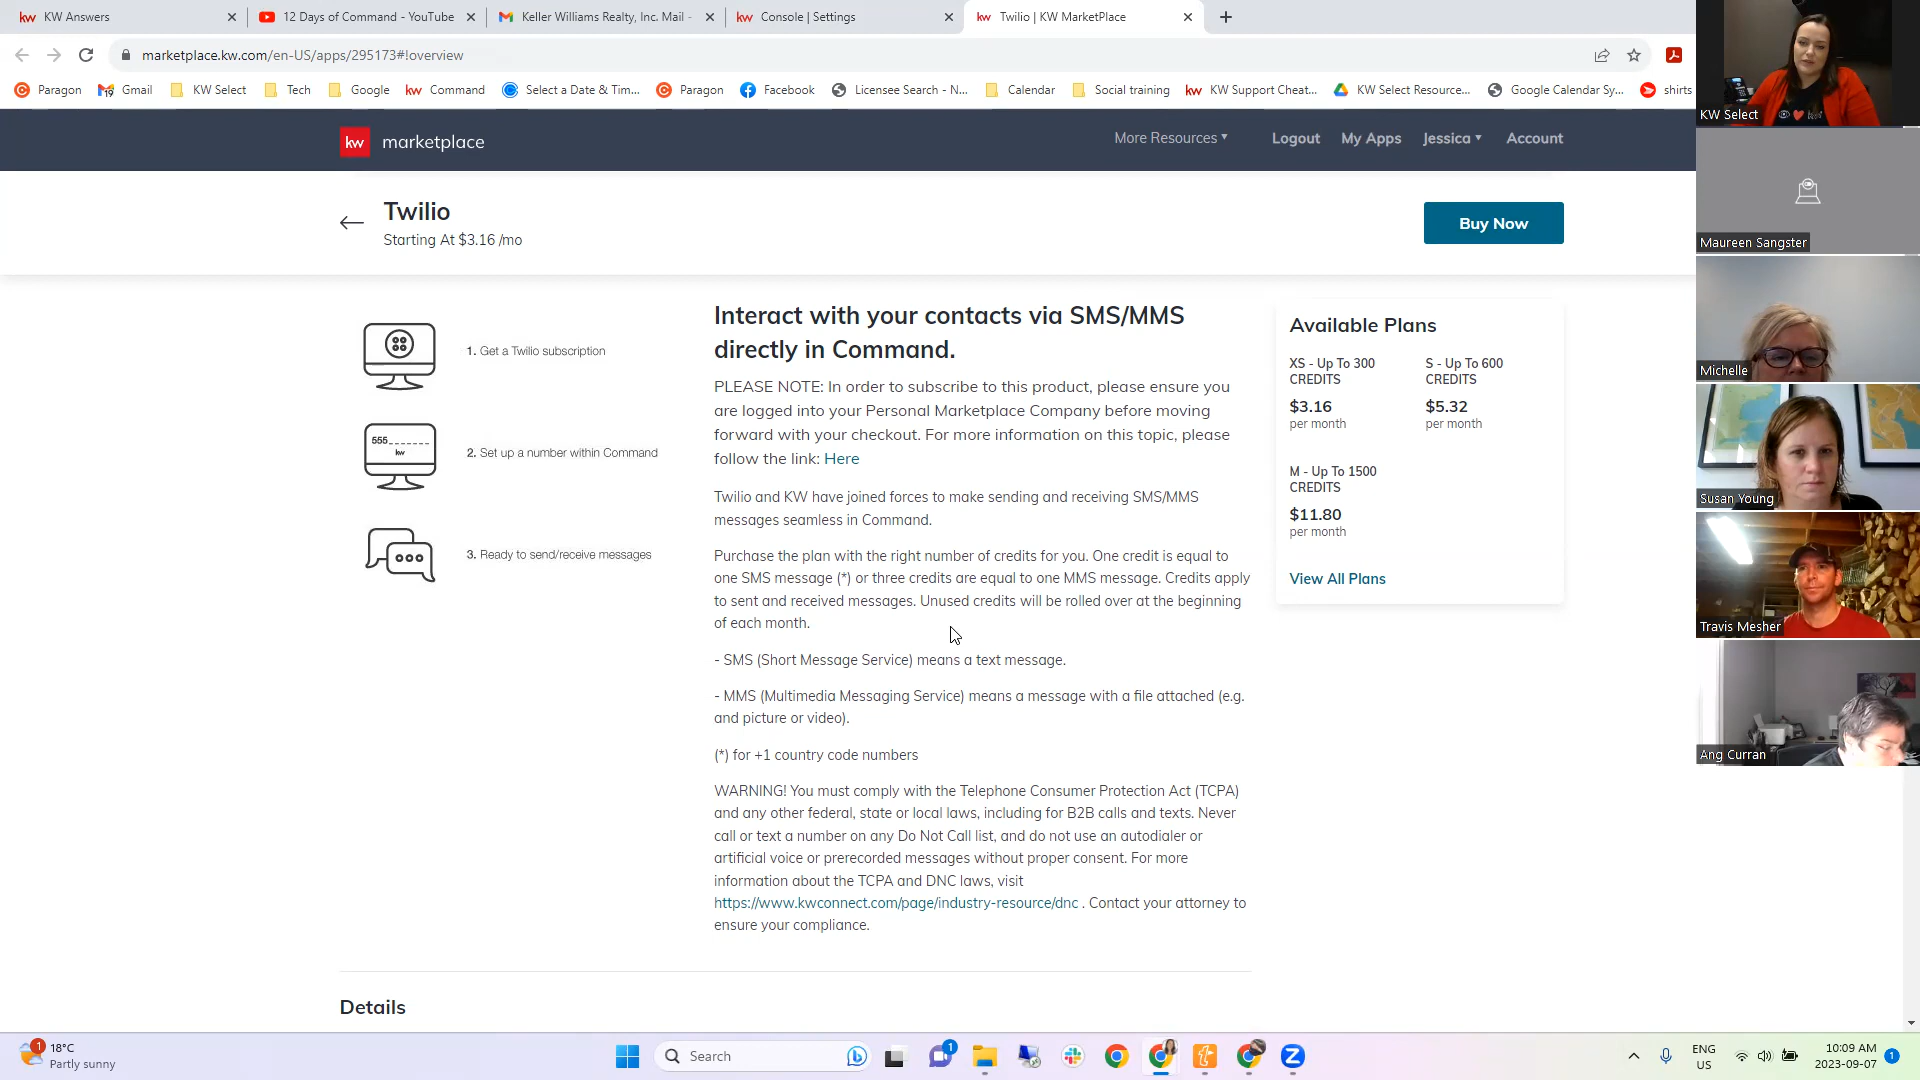 kw KW Answers
12 Days of Command - YouTube
Keller Williams Realty, Inc. Mail -
kw Console | Settings
kw Twilio | KW MarketPlace
marketplace.kw.com/en-US/apps/295173#!overview
Paragon
Gmail
KW Select
Tech
Google
kw Command
Select a Date & Tim...
Paragon
Facebook
Licensee Search - N...
Calendar
Social training
kw KW Support Cheat...
KW Select Resource...
Google Calendar Sy...
shirts
kw marketplace
More Resources
Logout
My Apps
Jessica
Account
Twilio
Starting At $3.16 /mo
Buy Now
1. Get a Twilio subscription
555
kw
2. Set up a number within Command
3. Ready to send/receive messages
Interact with your contacts via SMS/MMS
directly in Command.
PLEASE NOTE: In order to subscribe to this product, please ensure you
are logged into your Personal Marketplace Company before moving
forward with your checkout. For more information on this topic, please
follow the link: Here
Twilio and KW have joined forces to make sending and receiving SMS/MMS
messages seamless in Command.
Purchase the plan with the right number of credits for you. One credit is equal to
one SMS message (*) or three credits are equal to one MMS message. Credits apply
to sent and received messages. Unused credits will be rolled over at the beginning
of each month.
- SMS (Short Message Service) means a text message.
- MMS (Multimedia Messaging Service) means a message with a file attached (e.g.
and picture or video).
(*) for +1 country code numbers
WARNING! You must comply with the Telephone Consumer Protection Act (TCPA)
and any other federal, state or local laws, including for B2B calls and texts. Never
call or text a number on any Do Not Call list, and do not use an autodialer or
artificial voice or prerecorded messages without proper consent. For more
information about the TCPA and DNC laws, visit
https://www.kwconnect.com/page/industry-resource/dnc . Contact your attorney to
ensure your compliance.
Details
Available Plans
XS - Up To 300
CREDITS
$3.16
per month
S - Up To 600
CREDITS
$5.32
per month
M - Up To 1500
CREDITS
$11.80
per month
View All Plans
KW Select
Maureen Sangster
Michelle
Susan Young
Travis Mesher
Ang Curran
1
18°C
Partly sunny
Search
1
ENG
US
10:09 AM
2023-09-07
1